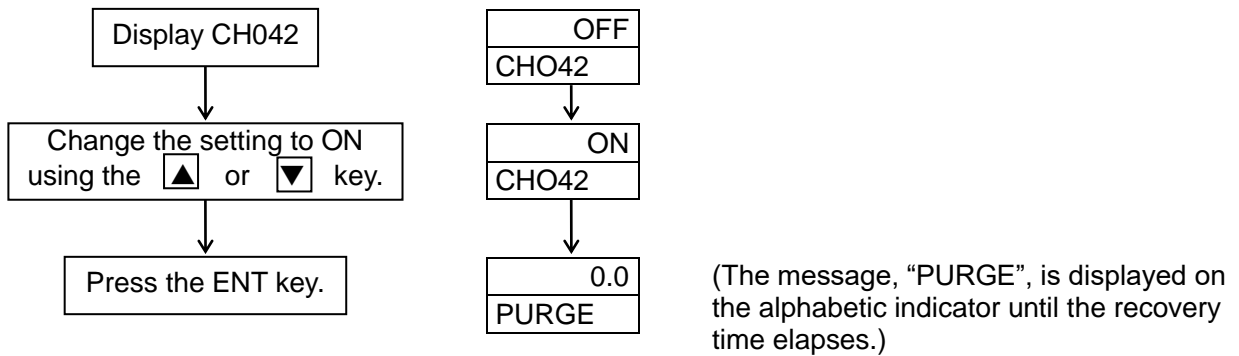 Display CH042
OFF
CHO42
Change the setting to ON
using the ▲ or ▼ key.
ON
CHO42
Press the ENT key.
0.0
PURGE
(The message, “PURGE”, is displayed on
the alphabetic indicator until the recovery
time elapses.)